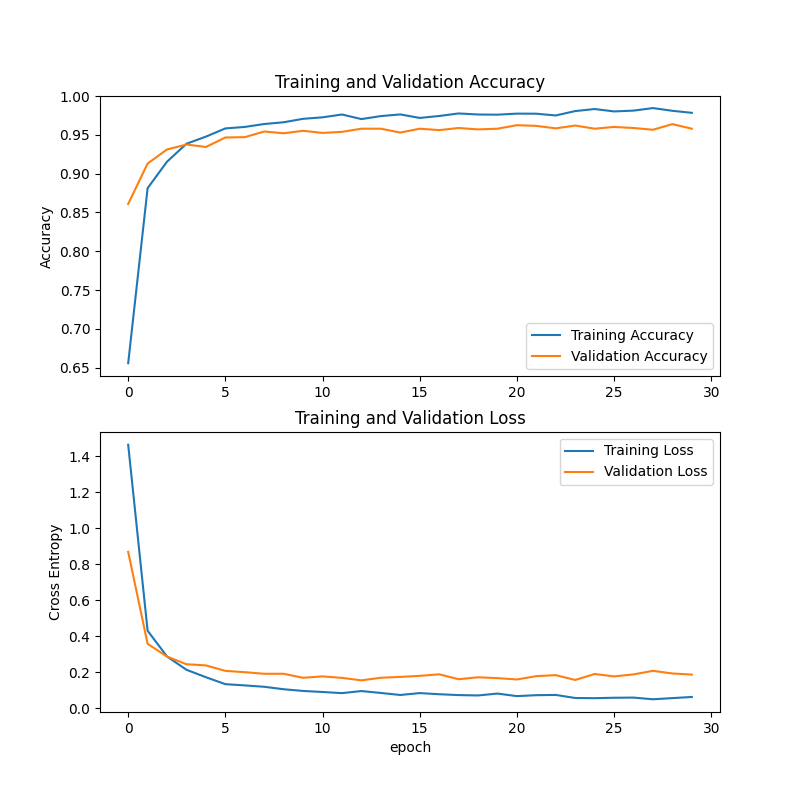 Training and Validation Accuracy
1.00
0.95
0.90
0.85
0.80
0.75
0.70
0.65
Accuracy
Training Accuracy
Validation Accuracy
0 5 10 15 20 25 30
Training and Validation Loss
1.4
1.2
1.0
0.8
0.6
0.4
0.2
0.0
Cross Entropy
Training Loss
Validation Loss
0 5 10 15 20 25 30
epoch